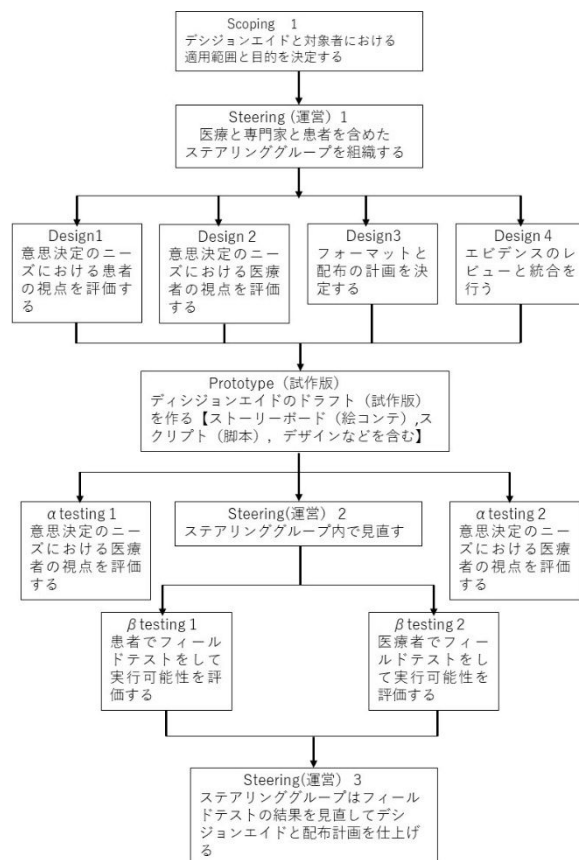 Scoping 1
デシジョンエイドと対象者における
適用範囲と目的を決定する
Steering (運営) 1
医療と専門家と患者を含めた
ステアリンググループを組織する
Design1
意思決定のニー
ズにおける患者
の視点を評価す
る
Design 2
意思決定のニー
ズにおける医療
者の視点を評価
する
Design3
フォーマットと
配布の計画を決
定する
Design 4
エビデンスのレ
ビューと統合を
行う
Prototype (試作版)
ディシジョンエイドのドラフト（試作版）
を作る【ストーリーボード（絵コンテ）,ス
クリプト（脚本），デザインなどを含む】
α testing 1
意思決定のニー
ズにおける医療
者の視点を評価
する
Steering(運営) 2
ステアリンググループ内で見直す
α testing 2
意思決定のニー
ズにおける医療
者の視点を評価
する
β testing 1
患者でフィール
ドテストをして
実行可能性を評
価する
β testing 2
医療者でフィー
ルドテストをし
て実行可能性を
評価する
Steering(運営) 3
ステアリンググループはフィール
ドテストの結果を見直してデシ
ジョンエイドと配布計画を仕上げ
る